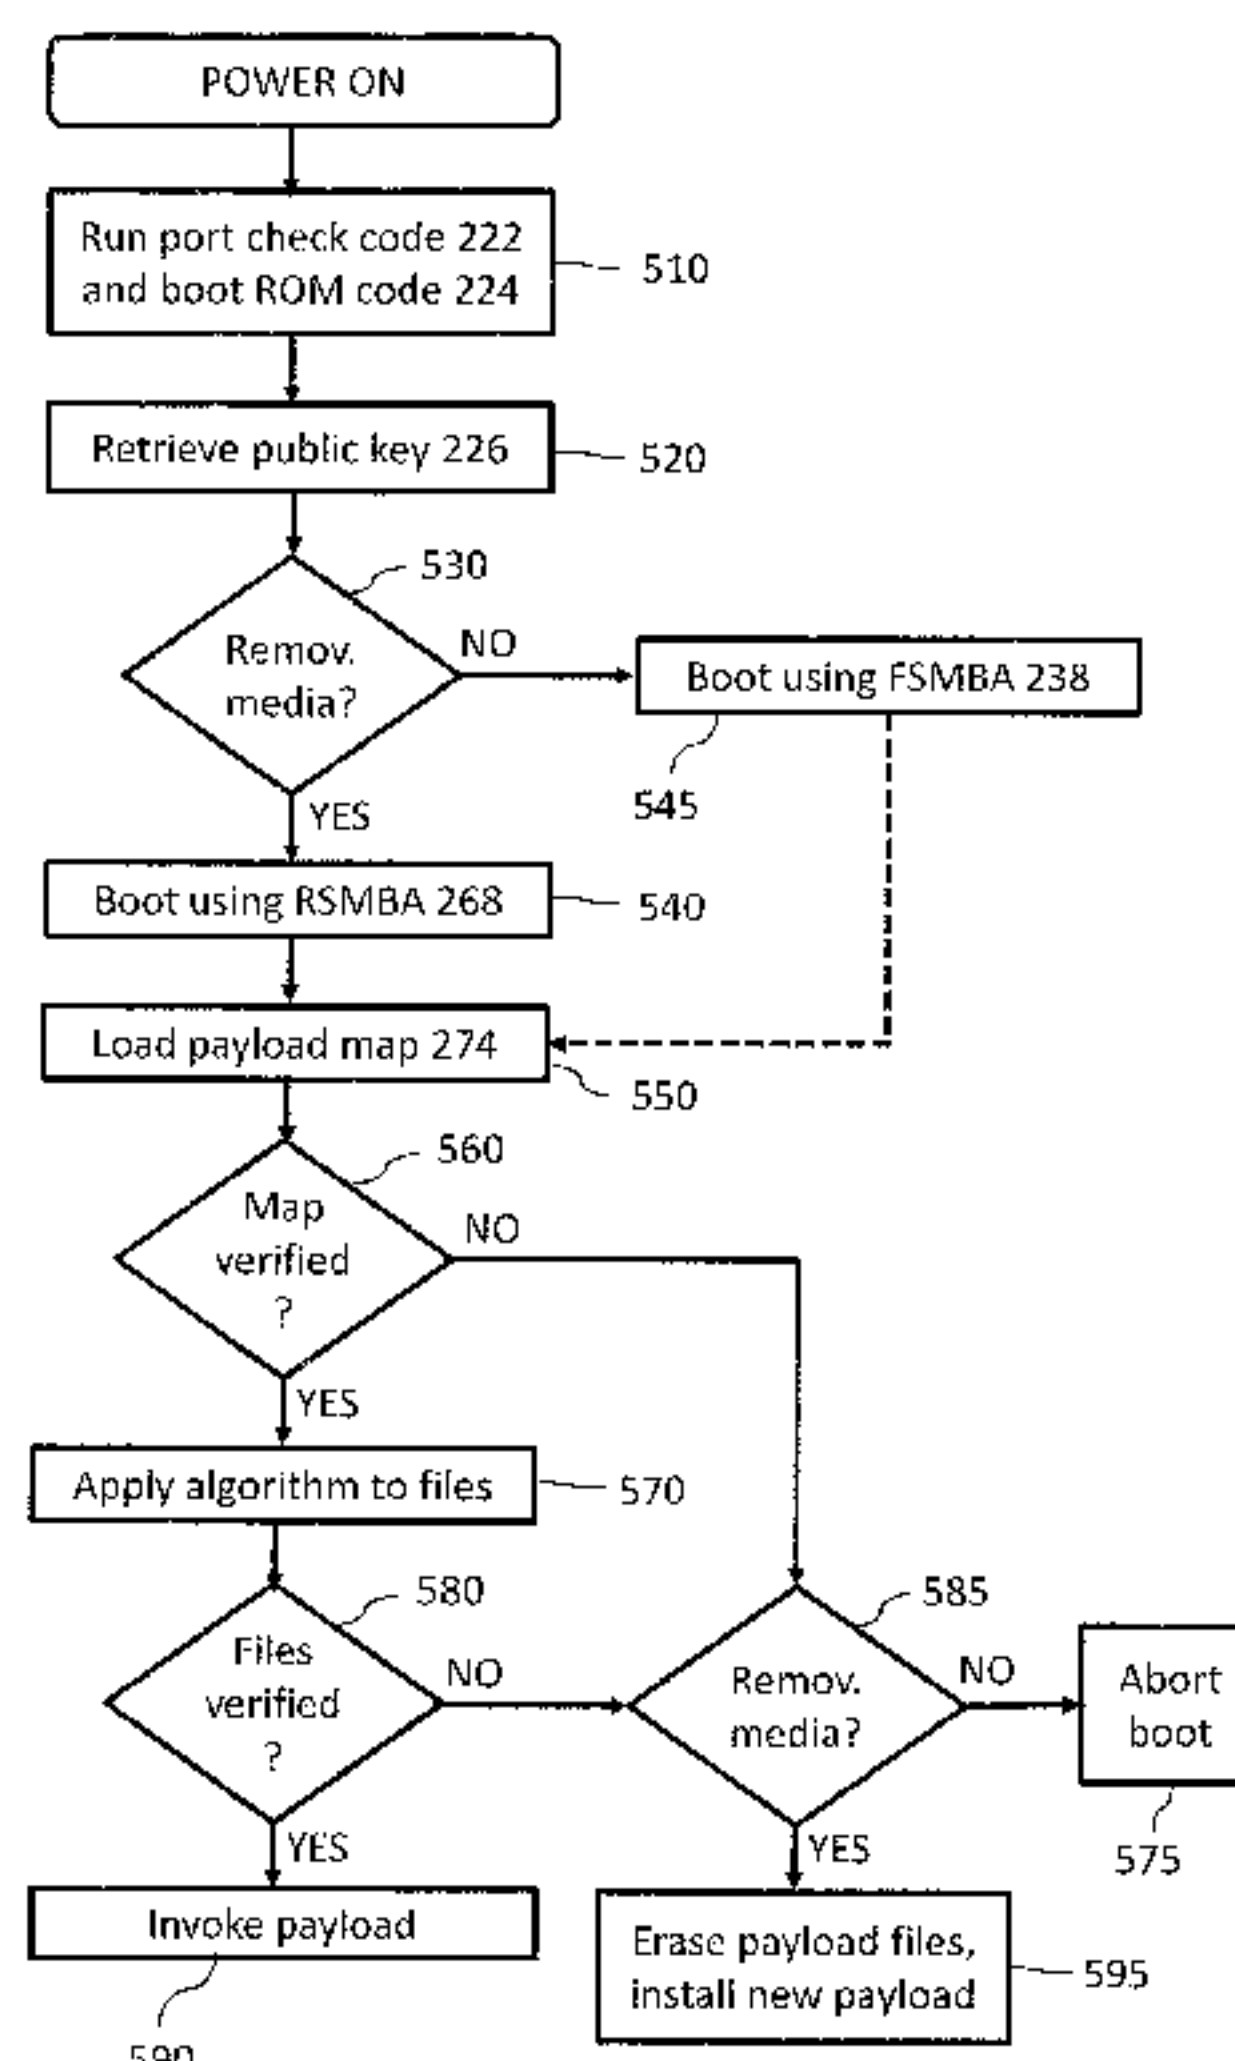 POWER ON
Run port check code 222
and boot ROM code 224
510
Retrieve public key 226
520
530
Remov.
media?
NO
Boot using FSMBA 238
545
YES
Boot using RSMBA 268
540
Load payload map 274
550
560
Map
verified
?
NO
YES
Apply algorithm to files
570
580
Files
verified
?
NO
585
Remov.
media?
NO
Abort
boot
575
YES
Invoke payload
590
YES
Erase payload files,
install new payload
595